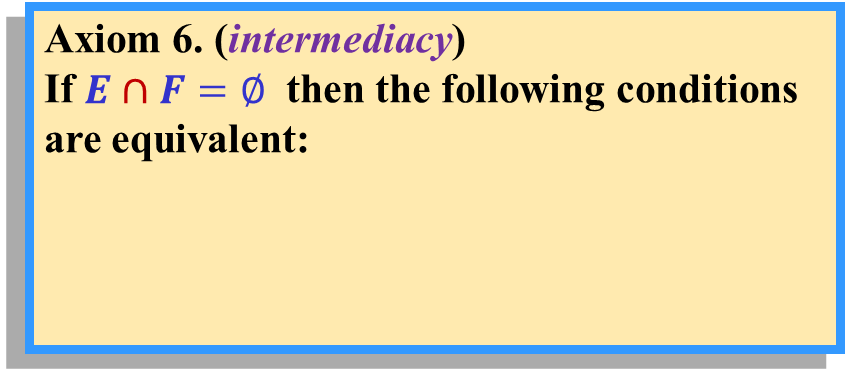 Axiom 6. (intermediacy)
If E ∩ F = ∅ then the following conditions
are equivalent: